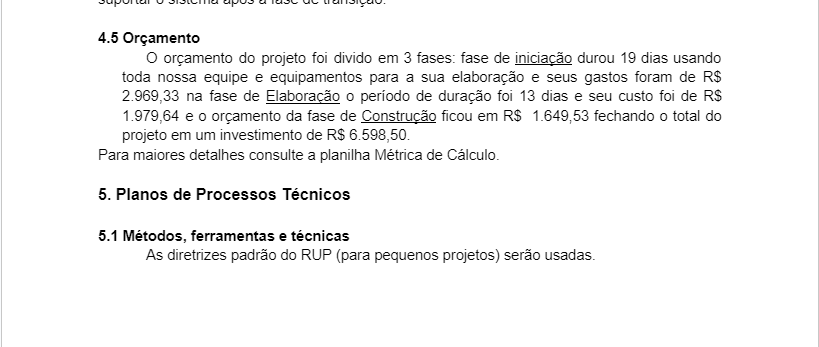 suportar o sistema após a fase de transição.
4.5 Orçamento
O orçamento do projeto foi divido em 3 fases: fase de iniciação durou 19 dias usando
toda nossa equipe e equipamentos para a sua elaboração e seus gastos foram de R$
2.969,33 na fase de Elaboração o período de duração foi 13 dias e seu custo foi de R$
1.979,64 e o orçamento da fase de Construção ficou em R$  1.649,53 fechando o total do
projeto em um investimento de R$ 6.598,50.
Para maiores detalhes consulte a planilha Métrica de Cálculo.
5. Planos de Processos Técnicos
5.1 Métodos, ferramentas e técnicas
As diretrizes padrão do RUP (para pequenos projetos) serão usadas.